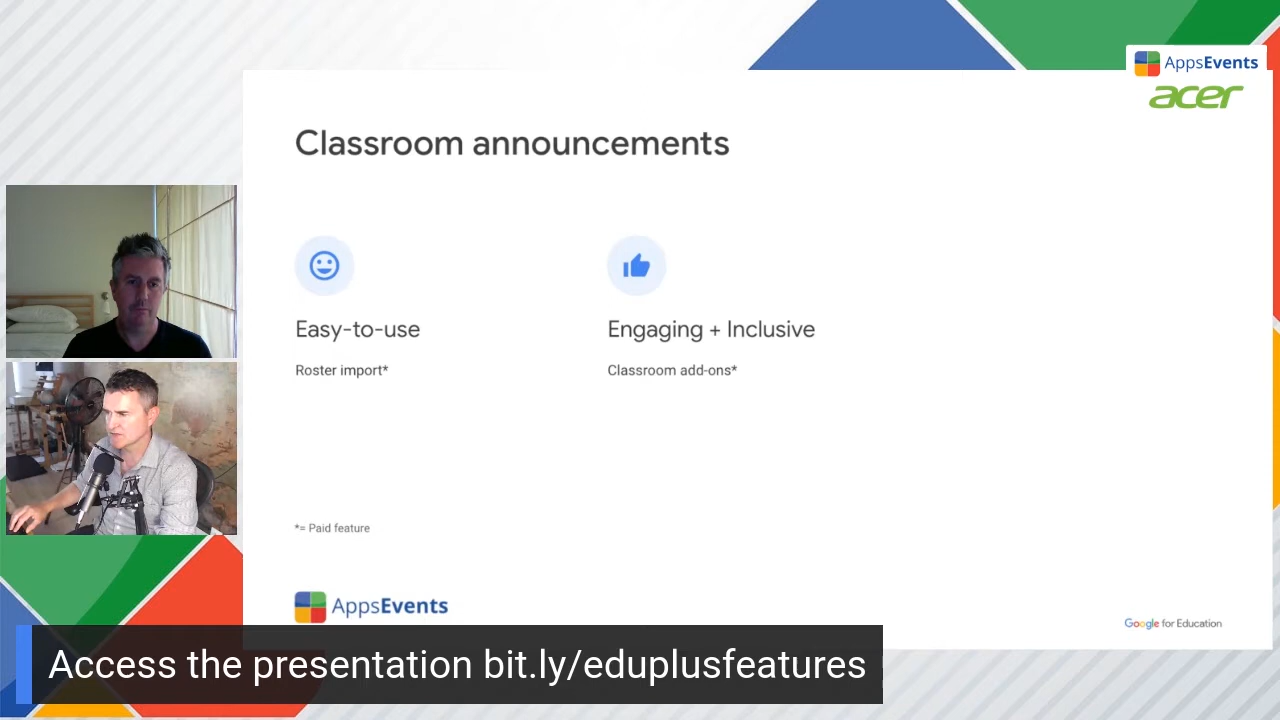 AppsEvents
acer
Classroom announcements
Easy-to-use
Roster import*
Engaging + Inclusive
Classroom add-ons*
*= Paid feature
AppsEvents
Google for Education
Access the presentation bit.ly/eduplusfeatures